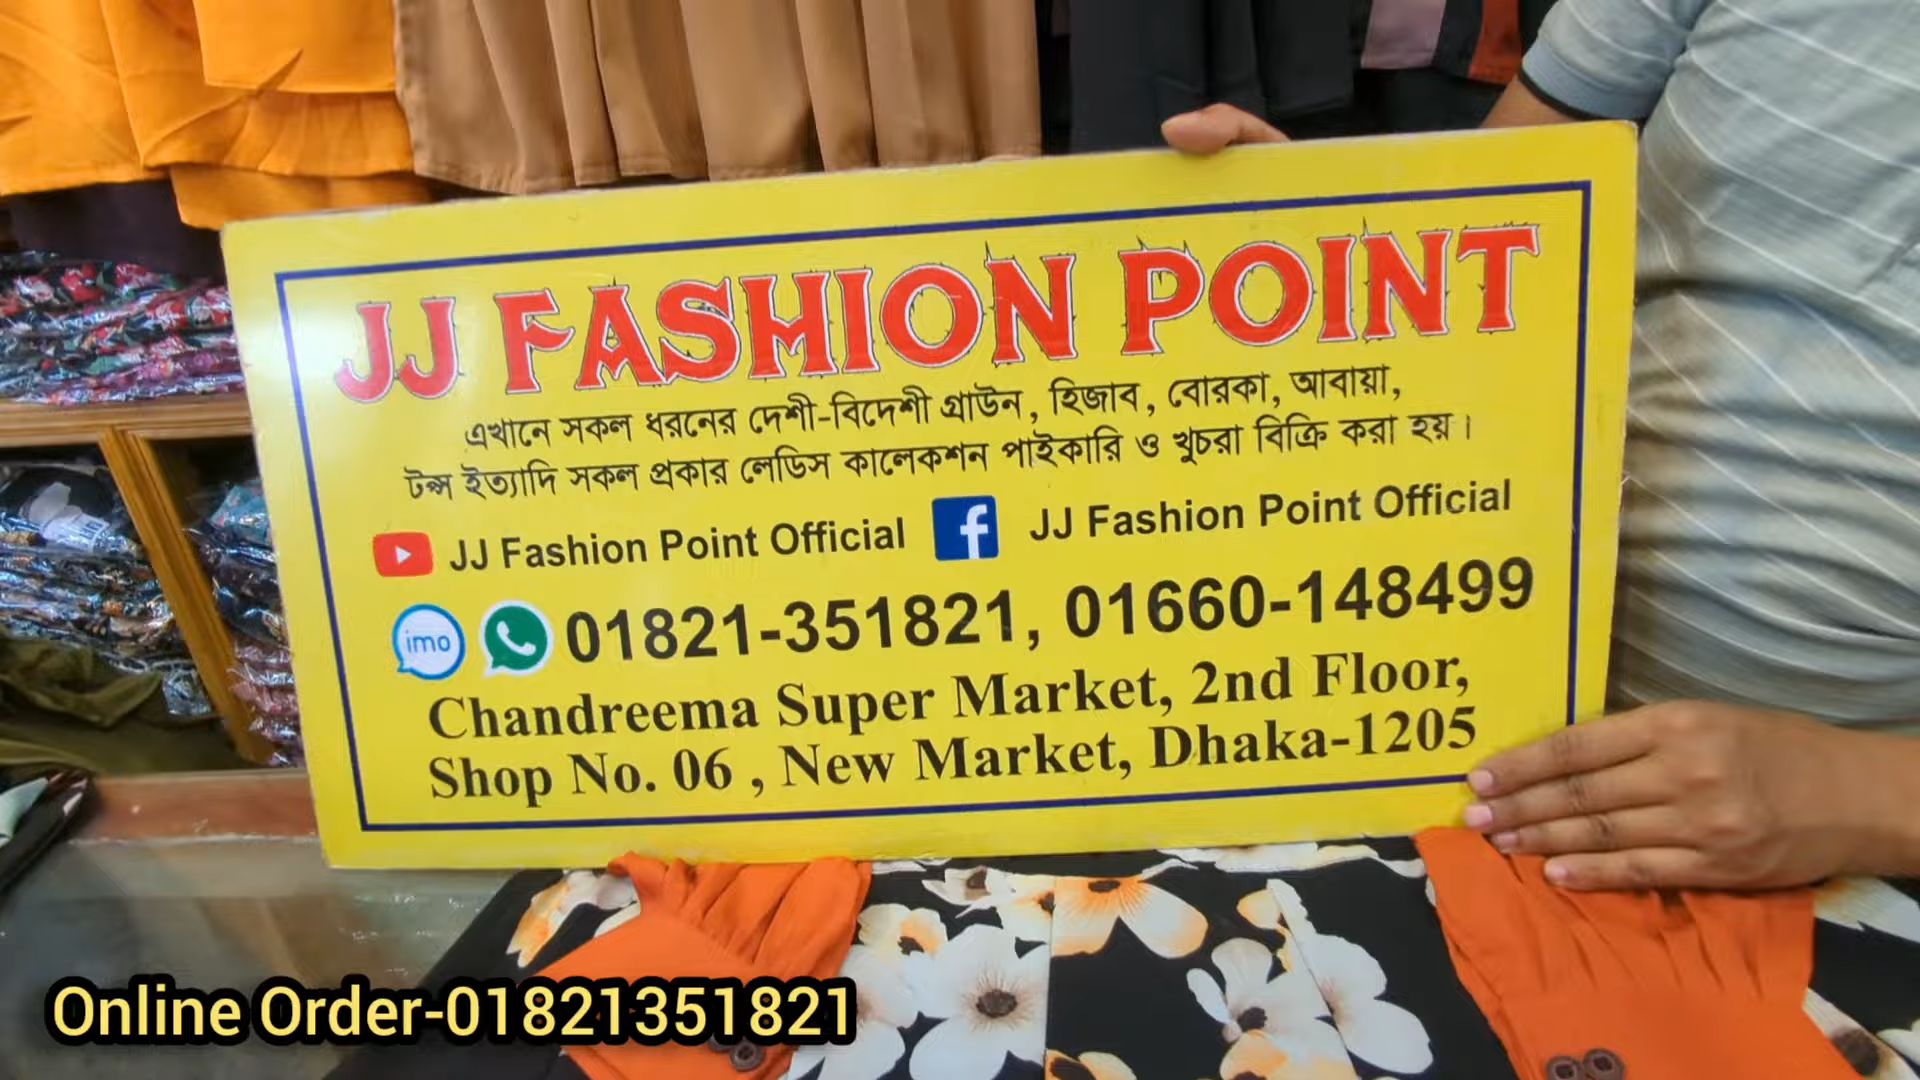 JJ FASHION POINT
এখানে সকল ধরনের দেশী-বিদেশী গ্রাউন, হিজাব, বোরকা, আবায়া,
টপ্স ইত্যাদি সকল প্রকার লেডিস কালেকশন পাইকারি ও খুচরা বিক্রি করা হয়।
JJ Fashion Point Official f JJ Fashion Point Official
imo 01821-351821, 01660-148499
Chandreema Super Market, 2nd Floor,
Shop No. 06 , New Market, Dhaka-1205
Online Order-01821351821